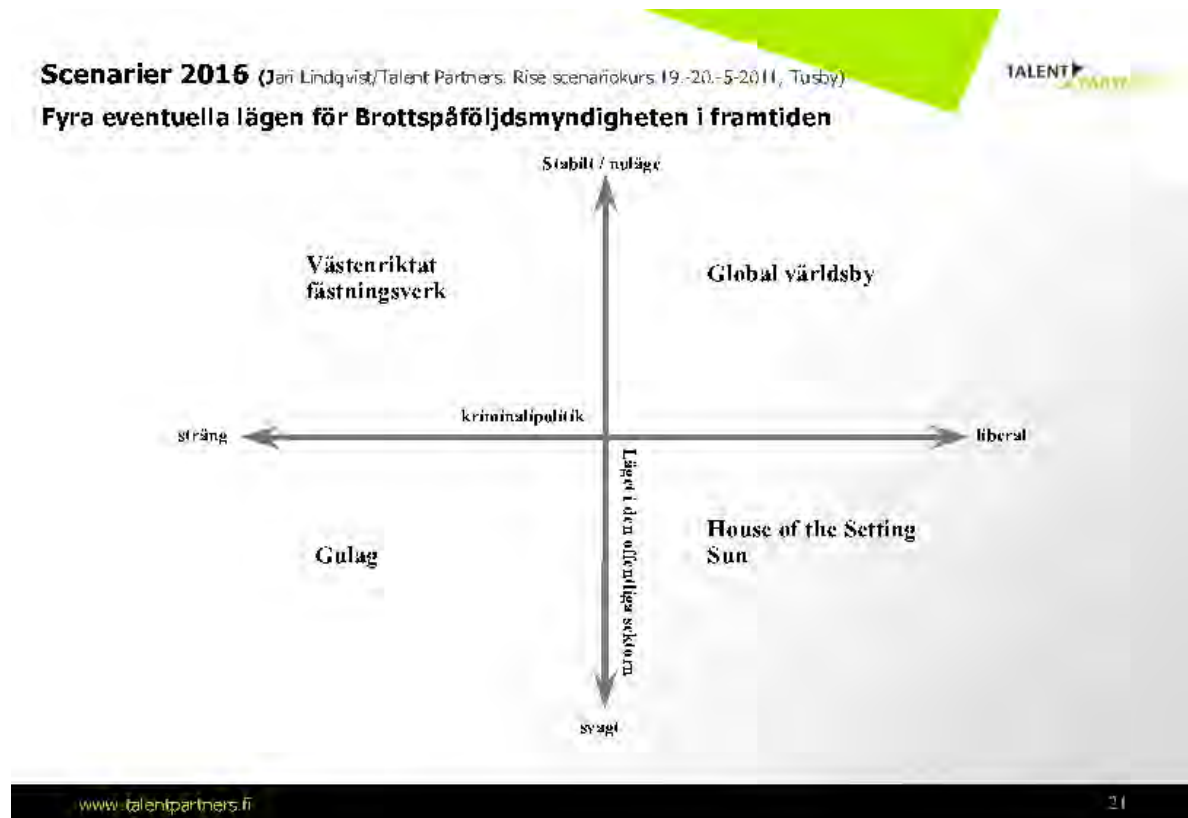 Scenarier 2016 (Jari Lindqvist/Talent Partners. Rise scenariokurs 19.-20.-5-2011, Tusby)
TALENT
Fyra eventuella lägen för Brottspåföljdsmyndigheten i framtiden
Stabilt / nuläge
Västenriktat
fästningsverk
Global världsby
kriminalipolitik
sträng
liberal
Läget i den offentliga sektorn
Gulag
House of the Setting
Sun
svagt
www.talentpartners.fi
21